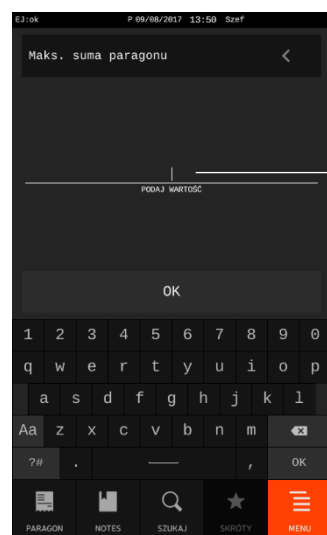 EJ:ok P 09/08/2017 13:50 Szef
Maks. suma paragonu <
PODAJ WARTOŚĆ
OK
1 2 3 4 5 6 7 8 9 0
q w e r t y u i o p
a s d f g h j k l
Aa z x c v b n m
?# . , OK
PARAGON NOTES SZUKAJ SKRÓTY MENU